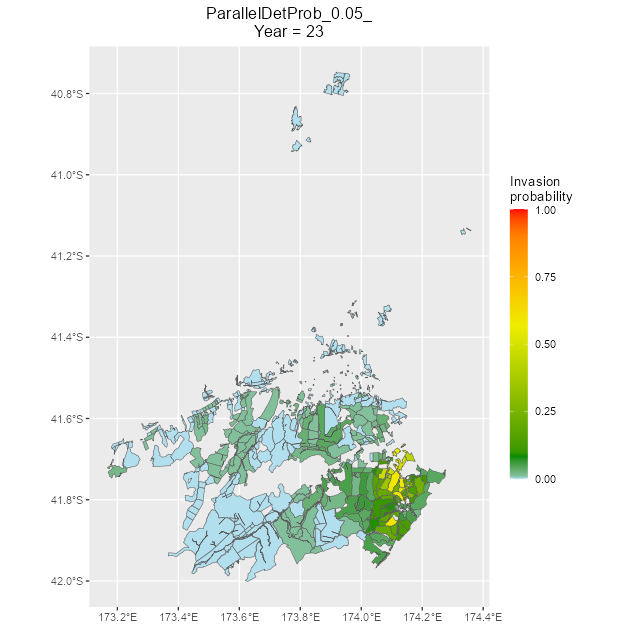 ParallelDetProb_0.05_
Year = 23
40.8°S
41.0°S
41.2°S
41.4°S
41.6°S
41.8°S
42.0°S
173.2°E
173.4°E
173.6°E
173.8°E
174.0°E
174.2°E
174.4°E
Invasion
probability
1.00
0.75
0.50
0.25
0.00